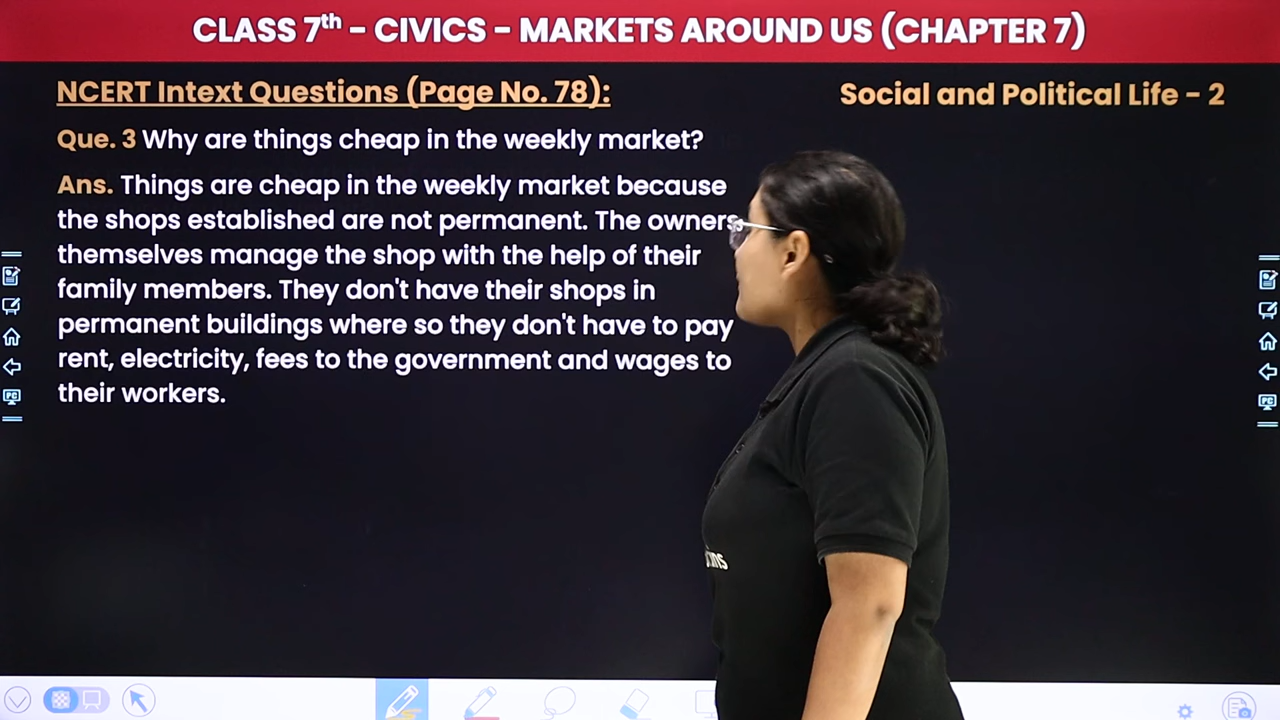 CLASS 7th - CIVICS - MARKETS AROUND US (CHAPTER 7)
NCERT Intext Questions (Page No. 78):
Social and Political Life - 2
Que. 3 Why are things cheap in the weekly market?
Ans. Things are cheap in the weekly market because
the shops established are not permanent. The owners
themselves manage the shop with the help of their
family members. They don't have their shops in
permanent buildings where so they don't have to pay
rent, electricity, fees to the government and wages to
their workers.
PC
PC